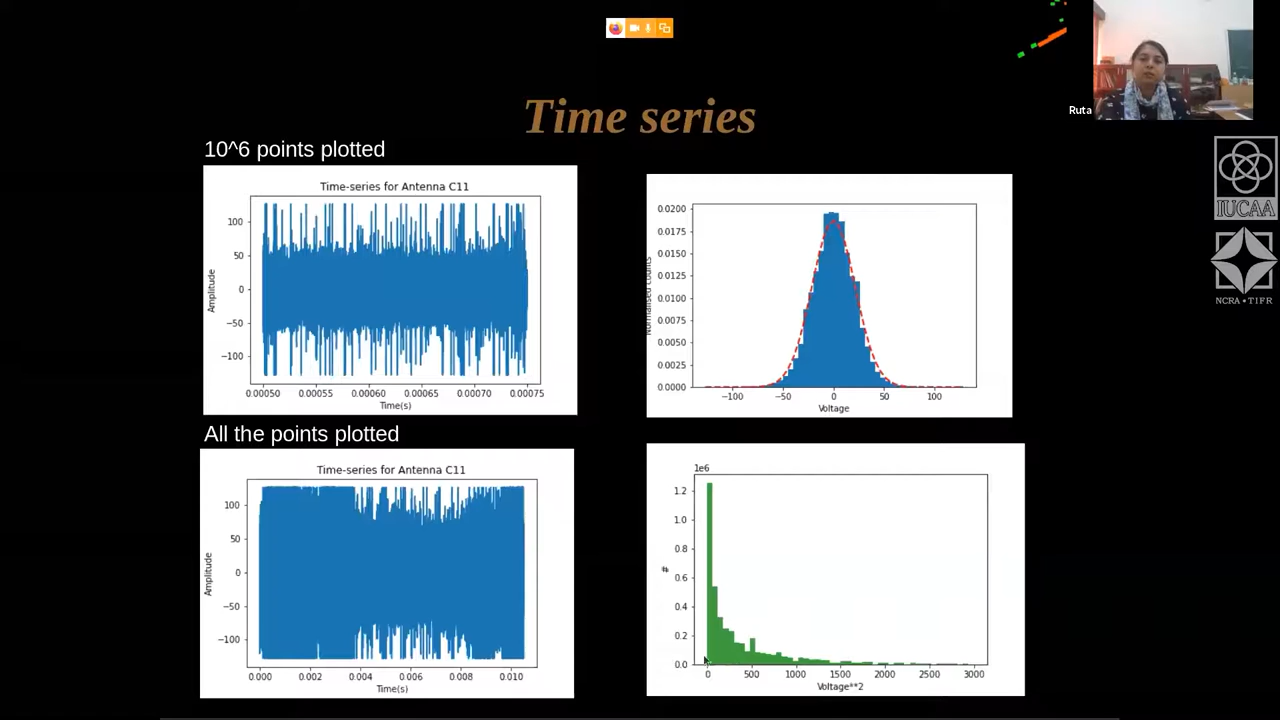 Ruta
Time series
10^6 points plotted
Time-series for Antenna C11
100
50
0
−50
−100
Amplitude
0.00050 0.00055 0.00060 0.00065 0.00070 0.00075
Time(s)
0.0200
0.0175
0.0150
0.0125
0.0100
0.0075
0.0050
0.0025
0.0000
Normalised counts
−100 −50 0 50 100
Voltage
IUCAA
NCRA•TIFR
All the points plotted
Time-series for Antenna C11
100
50
0
−50
−100
Amplitude
0.000 0.002 0.004 0.006 0.008 0.010
Time(s)
1e6
1.2
1.0
0.8
0.6
0.4
0.2
0.0
#
0 500 1000 1500 2000 2500 3000
Voltage**2